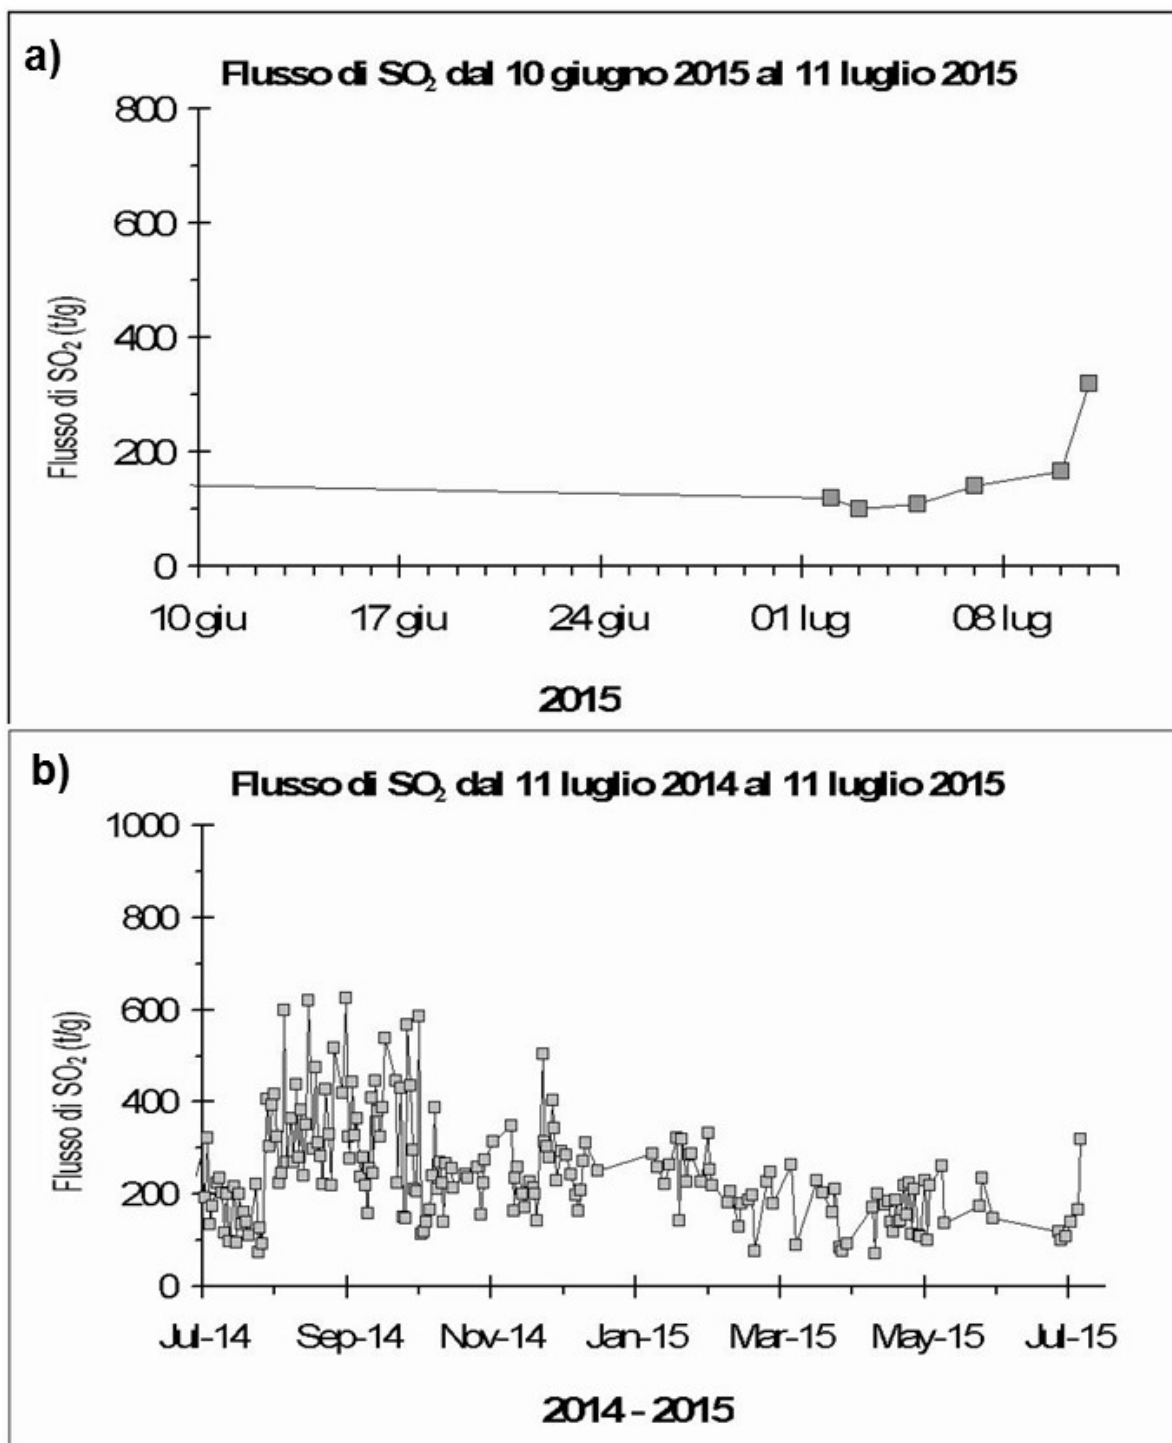 a)
Flusso di SO₂ dal 10 giugno 2015 al 11 luglio 2015
800
600
400
200
0
Flusso di SO₂ (t/g)
10 giu 17 giu 24 giu 01 lug 08 lug
2015
b)
Flusso di SO₂ dal 11 luglio 2014 al 11 luglio 2015
1000
800
600
400
200
0
Flusso di SO₂ (t/g)
Jul-14 Sep-14 Nov-14 Jan-15 Mar-15 May-15 Jul-15
2014 - 2015